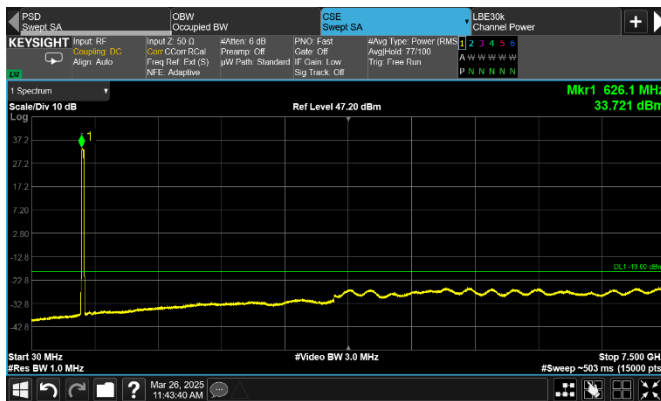 PSD
Swept SA
OBW
Occupied BW
CSE
Swept SA
LBE30k
Channel Power
KEYSIGHT
Input: RF
Coupling: DC
Align: Auto
Input Z: 50 Ω
Corr CCorr RCal
Freq Ref: Ext (S)
NFE: Adaptive
#Atten: 6 dB
Preamp: Off
µW Path: Standard
PNO: Fast
Gate: Off
IF Gain: Low
Sig Track: Off
#Avg Type: Power (RMS
Avg|Hold: 77/100
Trig: Free Run
1 2 3 4 5 6
A W W W W W
P N N N N N
1 Spectrum
Scale/Div 10 dB
Ref Level 47.20 dBm
Mkr1 626.1 MHz
33.721 dBm
Log
1
37.2
27.2
17.2
7.20
-2.80
-12.8
DL1 -19.00 dBm
-22.8
-32.8
-42.8
Start 30 MHz
#Video BW 3.0 MHz
Stop 7.500 GHz
#Res BW 1.0 MHz
#Sweep ~503 ms (15000 pts)
Mar 26, 2025
11:43:40 AM